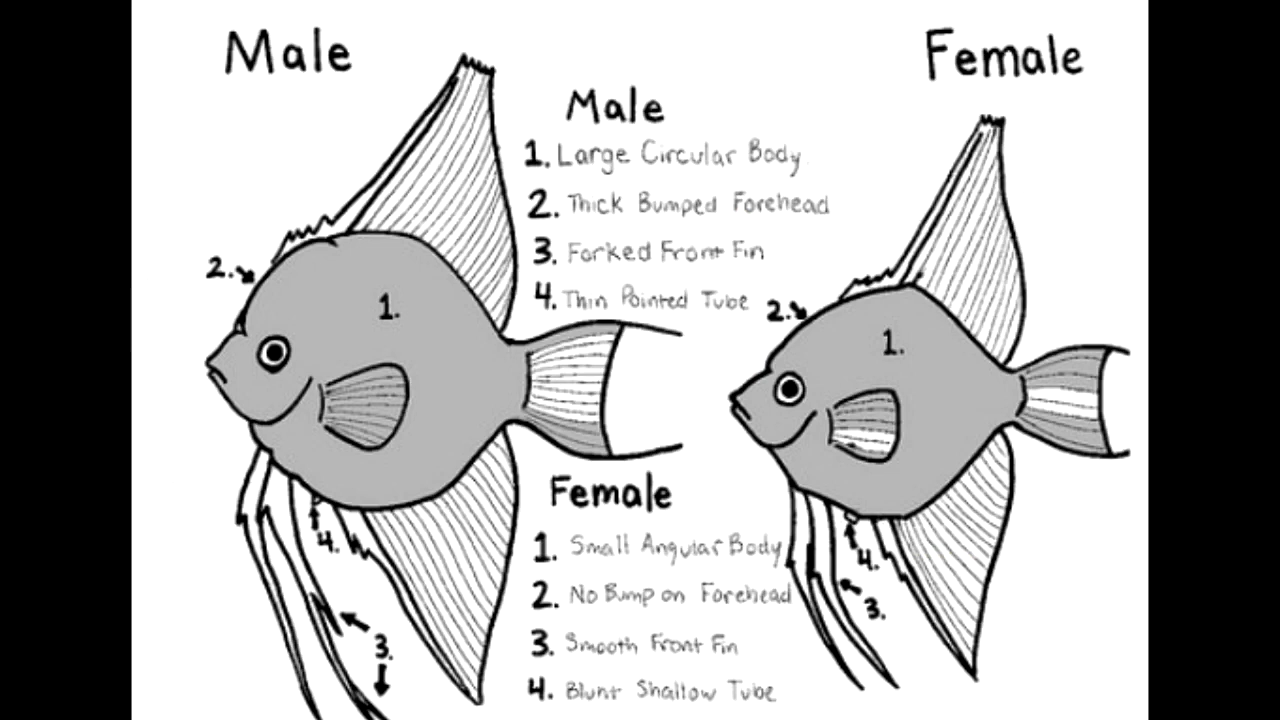 Male
Female
Male
1. Large Circular Body
2. Thick Bumped Forehead
3. Forked Front Fin
4. Thin Pointed Tube
2.
1.
4.
3.
Female
1. Small Angular Body
2. No Bump on Forehead
3. Smooth Front Fin
4. Blunt Shallow Tube
2.
1.
4.
3.